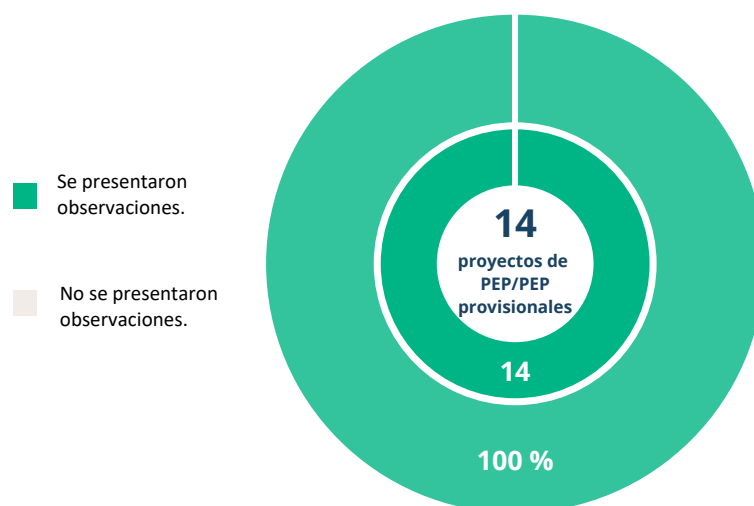 Se presentaron
observaciones.
No se presentaron
observaciones.
14
proyectos de
PEP/PEP
provisionales
14
100 %